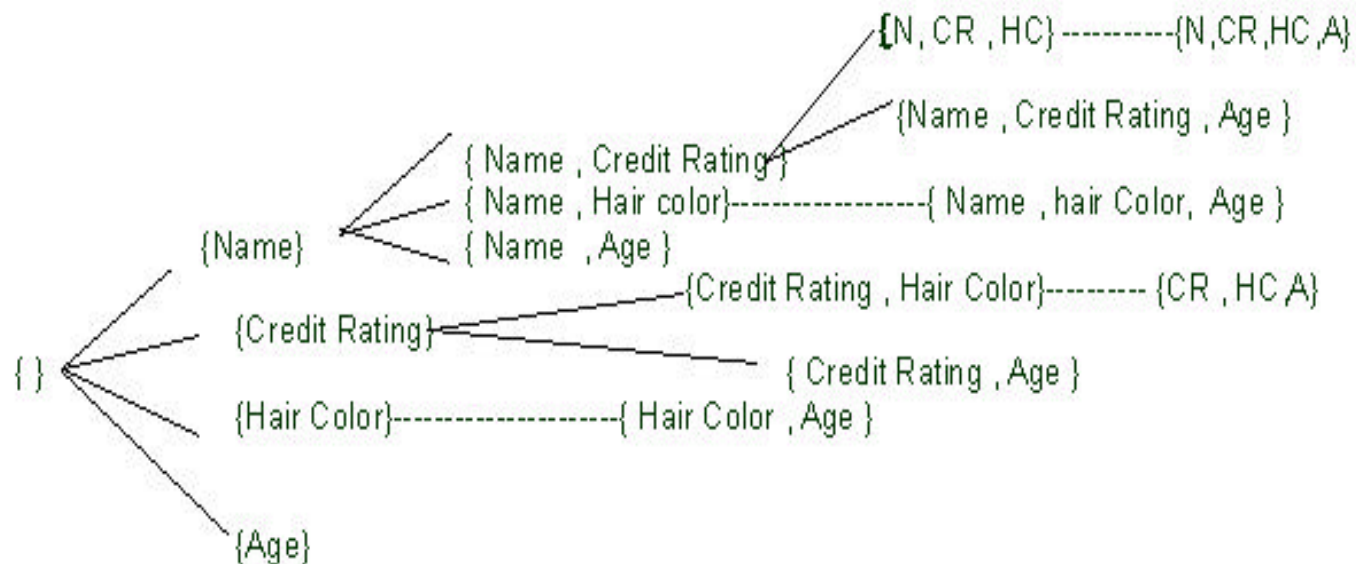 {N, CR , HC} -----------{N,CR,HC,A}
{Name , Credit Rating , Age }
{ Name , Credit Rating }
{ Name , Hair color}------------------{ Name , hair Color, Age }
{Name} { Name , Age }
{Credit Rating , Hair Color}--------- {CR , HC,A}
{Credit Rating}
{ } { Credit Rating , Age }
{Hair Color}---------------------{ Hair Color , Age }
{Age}